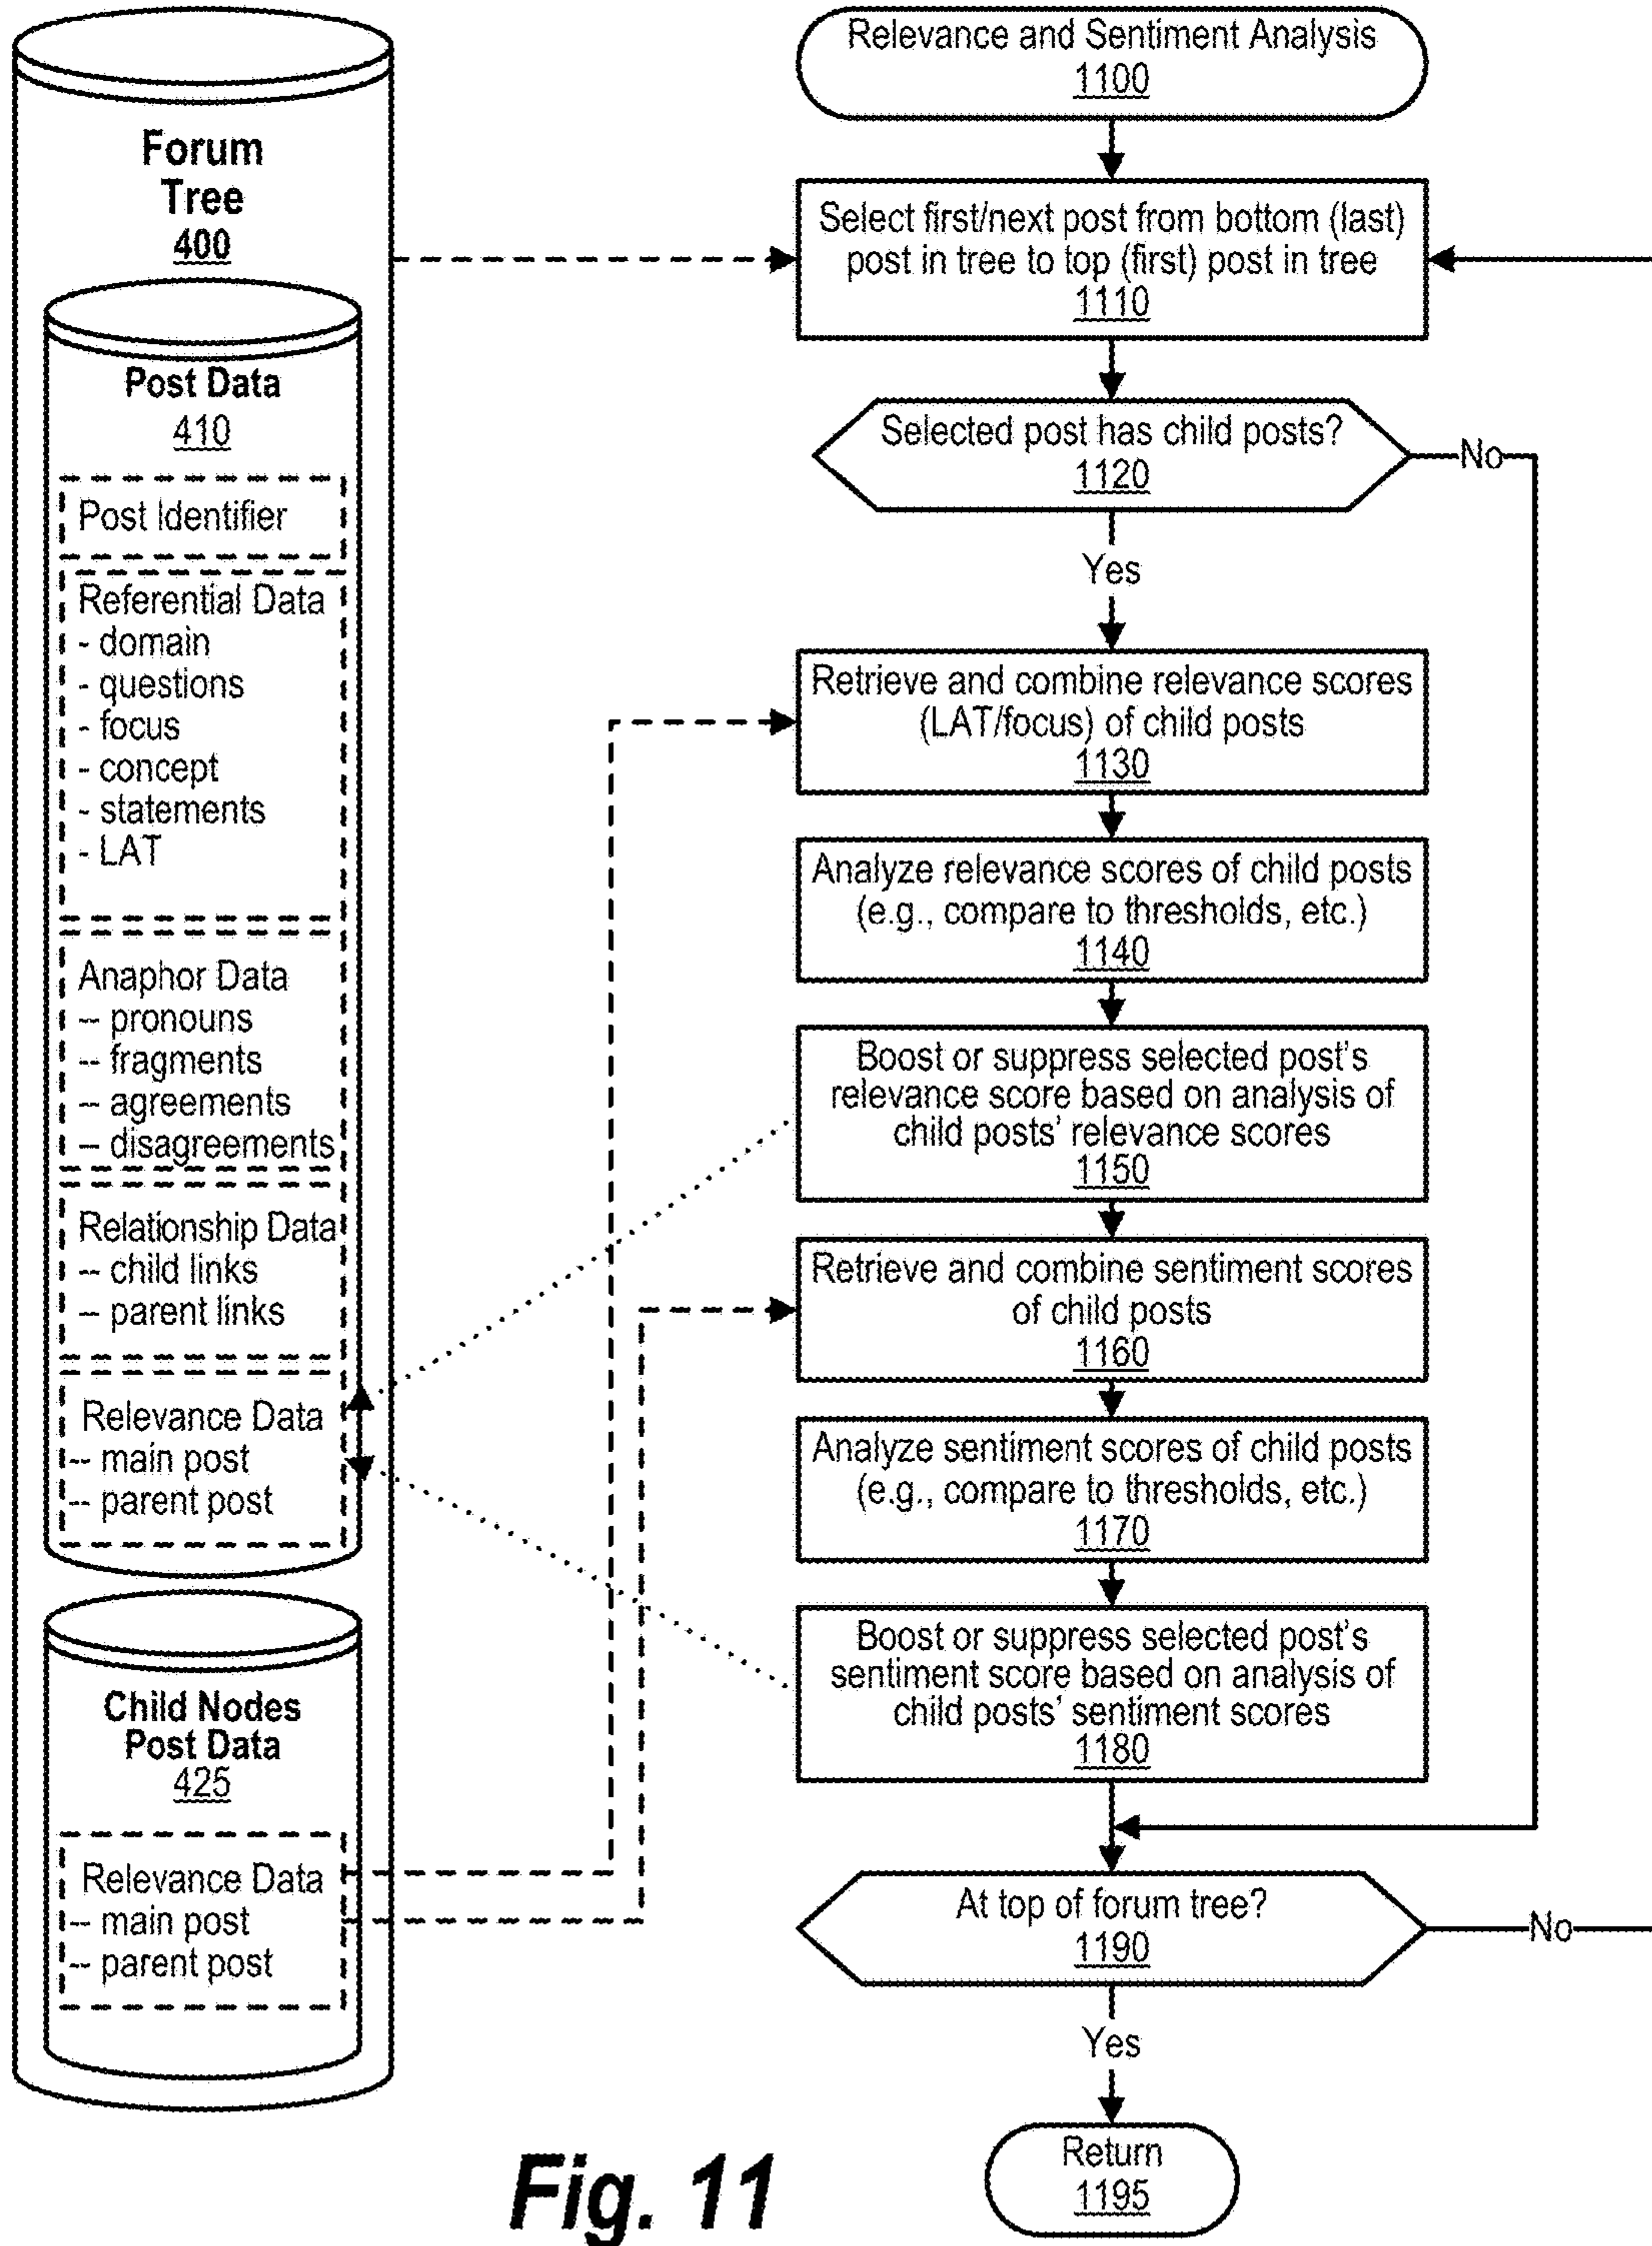 Forum
Tree
400
Post Data
410
Post Identifier
Referential Data
- domain
- questions
- focus
- concept
- statements
- LAT
Anaphor Data
-- pronouns
-- fragments
-- agreements
-- disagreements
Relationship Data
-- child links
-- parent links
Relevance Data
-- main post
-- parent post
Child Nodes
Post Data
425
Relevance Data
-- main post
-- parent post
Relevance and Sentiment Analysis
1100
Select first/next post from bottom (last)
post in tree to top (first) post in tree
1110
Selected post has child posts?
1120
No
Yes
Retrieve and combine relevance scores
(LAT/focus) of child posts
1130
Analyze relevance scores of child posts
(e.g., compare to thresholds, etc.)
1140
Boost or suppress selected post's
relevance score based on analysis of
child posts' relevance scores
1150
Retrieve and combine sentiment scores
of child posts
1160
Analyze sentiment scores of child posts
(e.g., compare to thresholds, etc.)
1170
Boost or suppress selected post's
sentiment score based on analysis of
child posts' sentiment scores
1180
At top of forum tree?
1190
No
Yes
Return
1195
Fig. 11